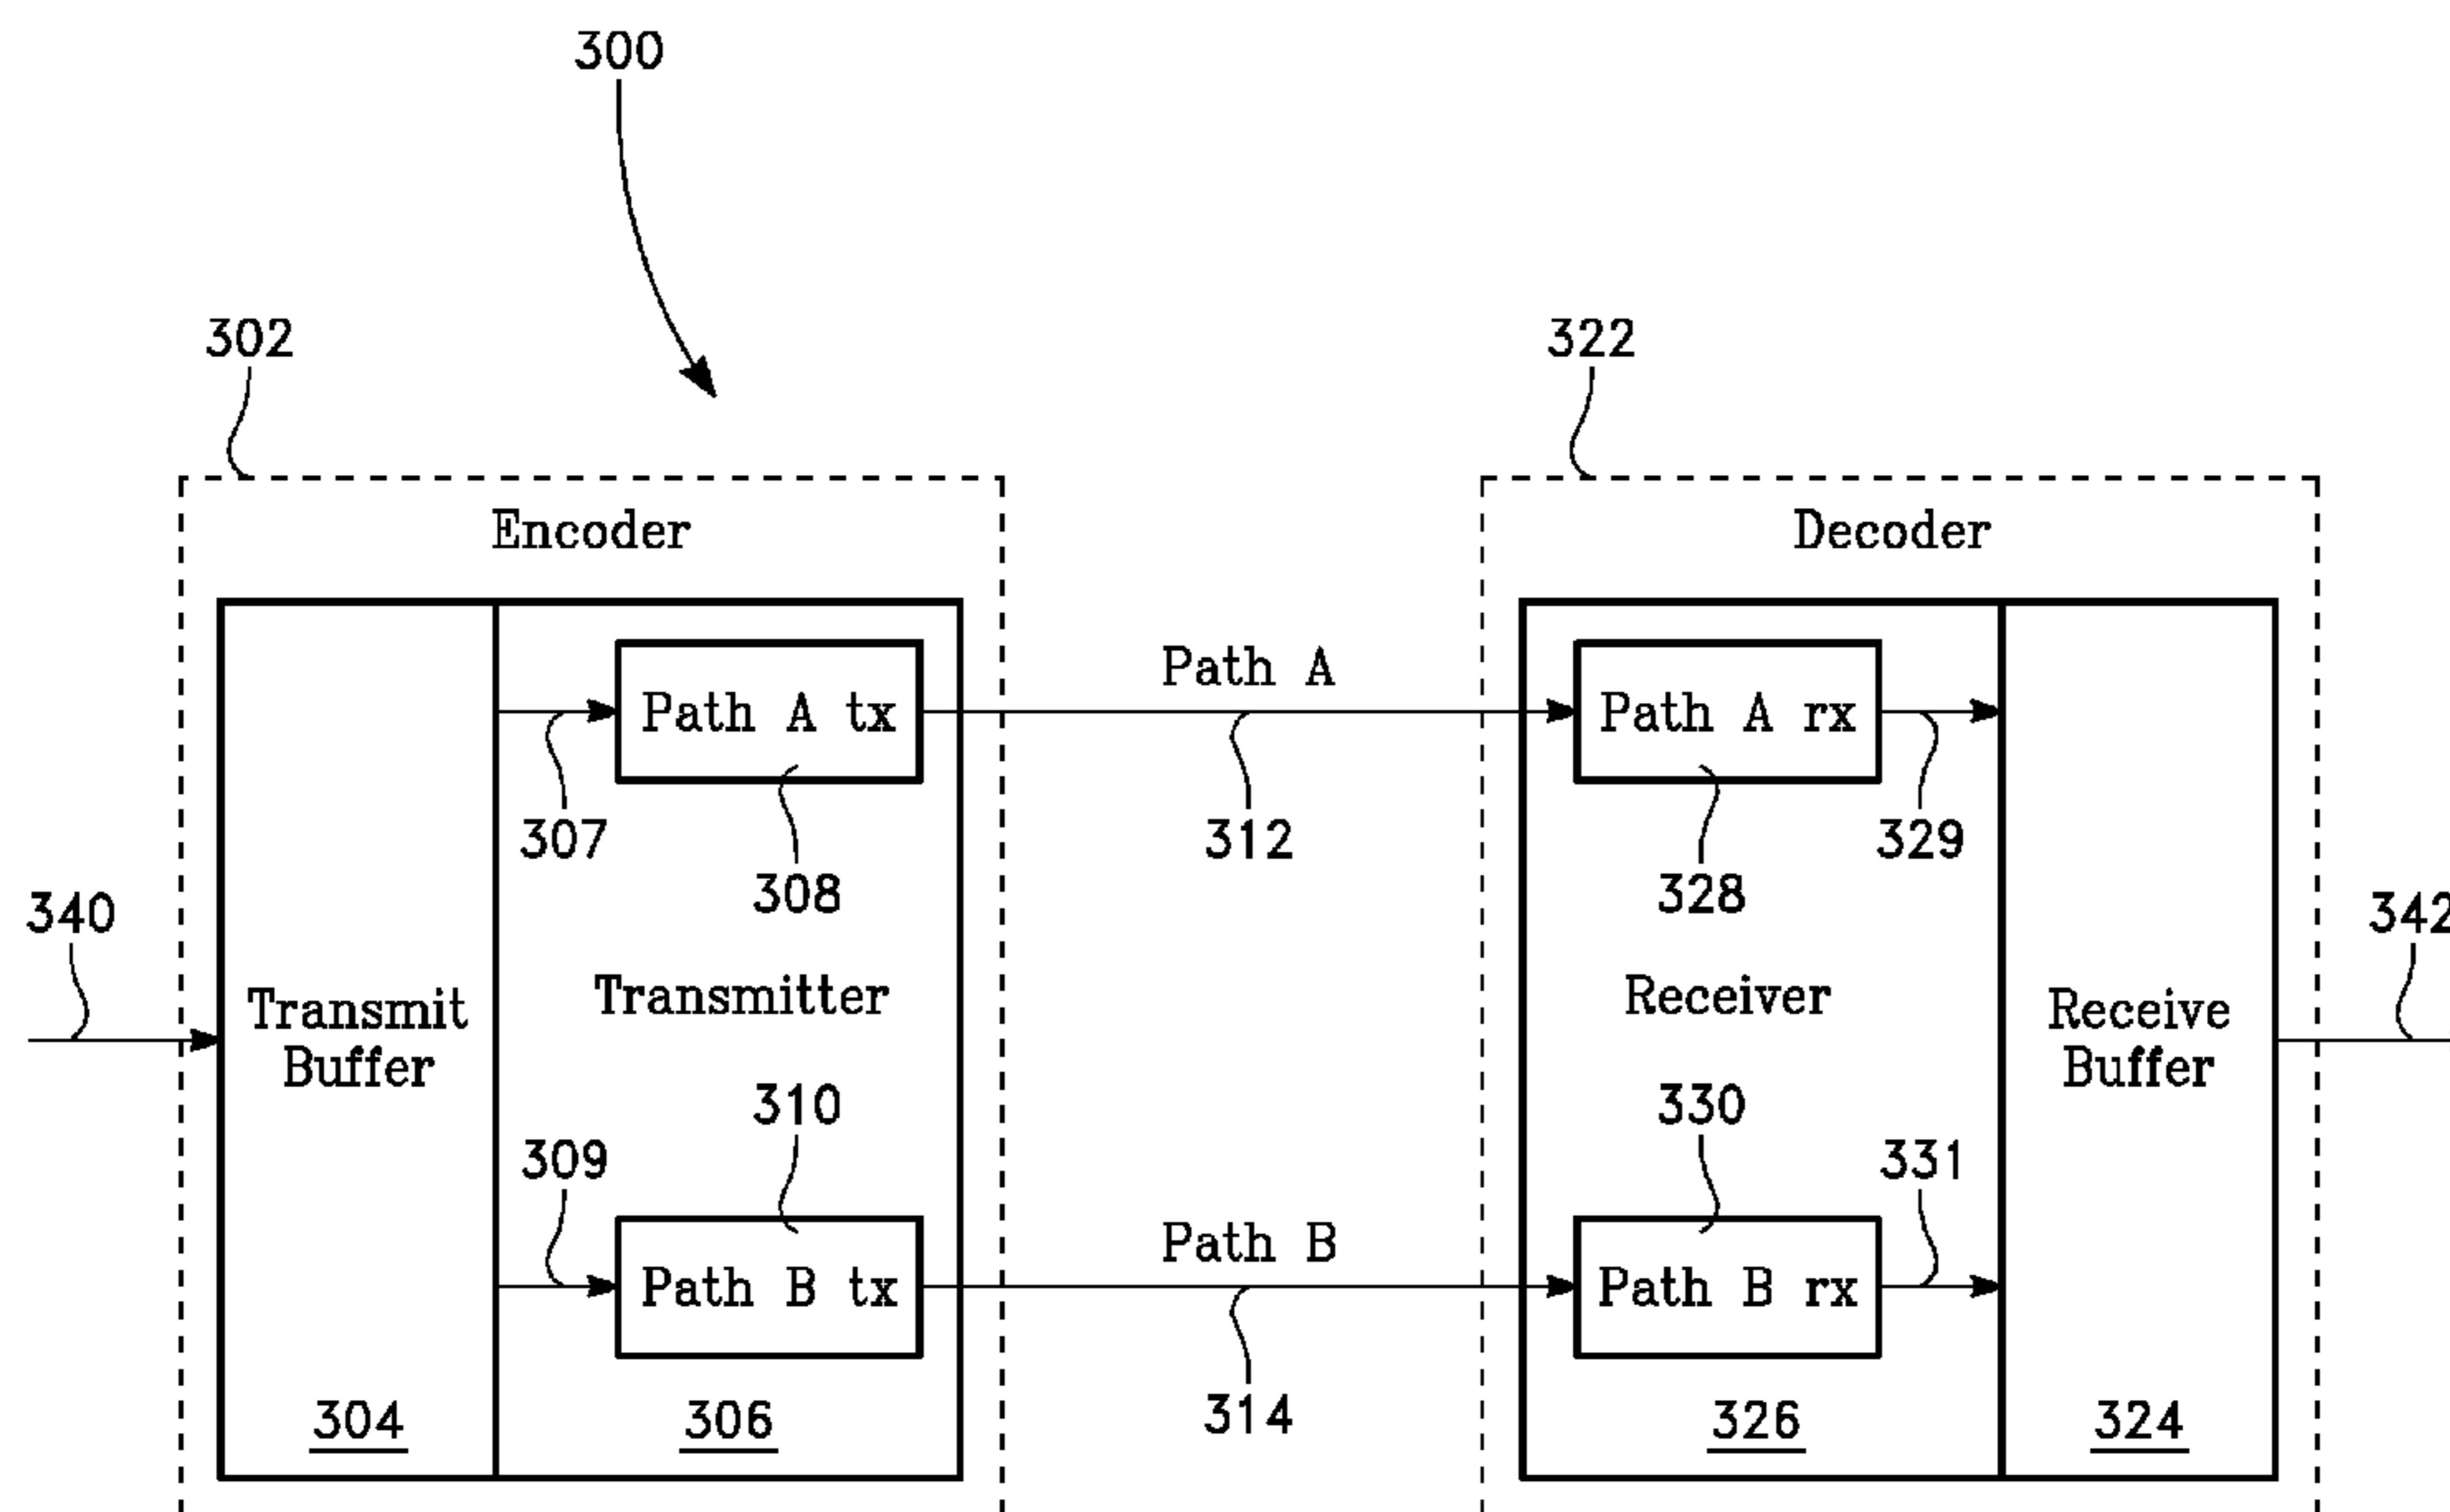 300
302
322
Encoder
Decoder
Path A
Path A tx
Path A rx
307
312
329
308
328
340
342
Transmitter
Receiver
Transmit
Buffer
Receive
Buffer
310
330
309
331
Path B
Path B tx
Path B rx
314
304
306
326
324